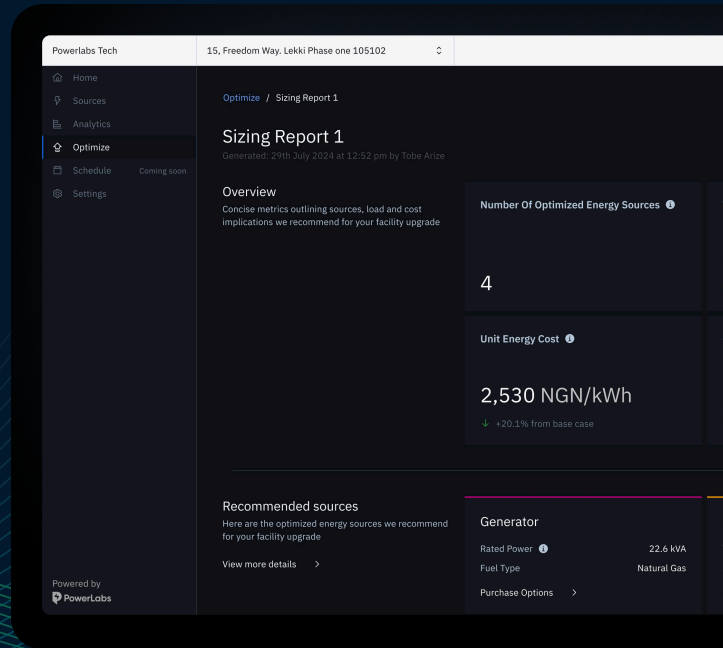 Powerlabs Tech
15, Freedom Way. Lekki Phase one 105102
Home
Sources
Analytics
Optimize
Schedule Coming soon
Settings
Powered by
PowerLabs
Optimize / Sizing Report 1
Sizing Report 1
Generated: 29th July 2024 at 12:52 pm by Tobe Arize
Overview
Concise metrics outlining sources, load and cost
implications we recommend for your facility upgrade
Number Of Optimized Energy Sources
4
Unit Energy Cost
2,530 NGN/kWh
+20.1% from base case
Recommended sources
Here are the optimized energy sources we recommend
for your facility upgrade
View more details
Generator
Rated Power 22.6 kVA
Fuel Type Natural Gas
Purchase Options